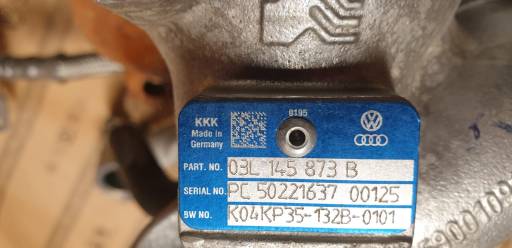 KKK
Made in
Germany
0195
PART. NO. 03L 145 873 B
SERIAL NO. PC 50221637 00125
BW NO. K04KP35-132B-0101